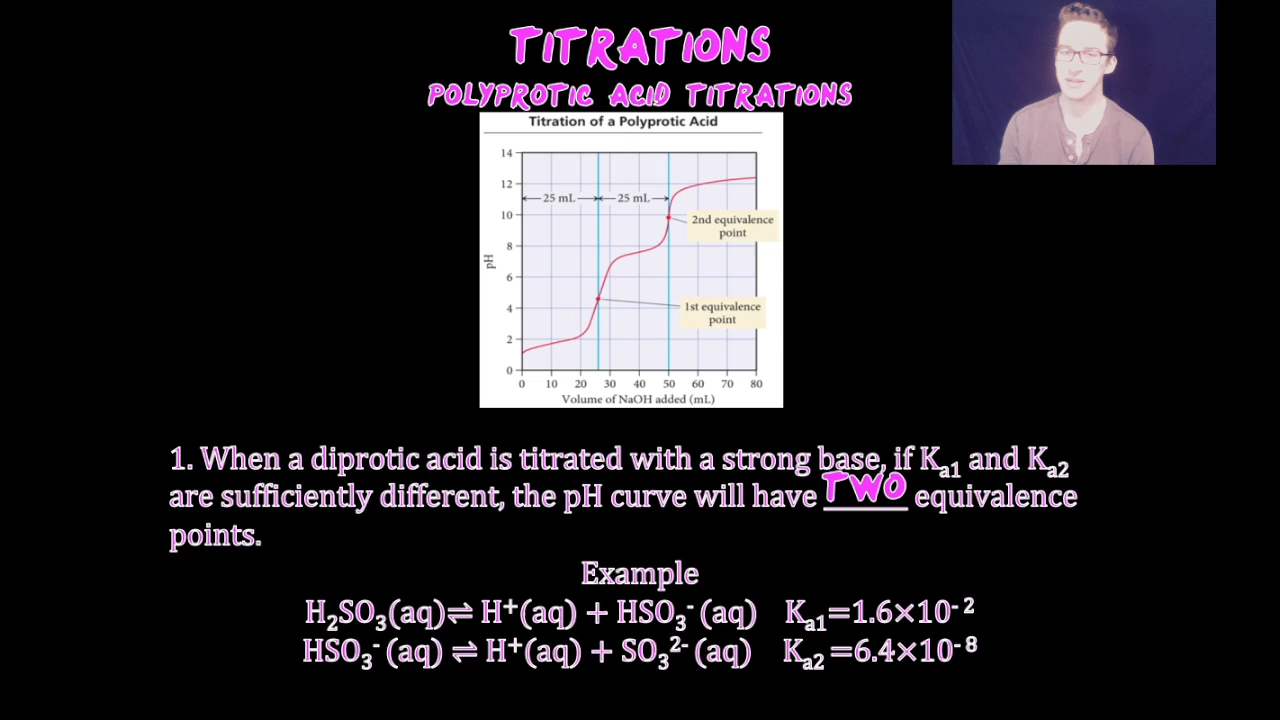 TITRATIONS
POLYPROTIC ACID TITRATIONS
Titration of a Polyprotic Acid
14
12
25 mL 25 mL
10
2nd equivalence
point
8
pH
6
4
1st equivalence
point
2
0
0 10 20 30 40 50 60 70 80
Volume of NaOH added (mL)
1. When a diprotic acid is titrated with a strong base, if Kₐ₁ and Kₐ₂
are sufficiently different, the pH curve will have TWO equivalence
points.
Example
H₂SO₃(aq)⇌ H⁺(aq) + HSO₃⁻ (aq) Kₐ₁=1.6×10⁻²
HSO₃⁻ (aq) ⇌ H⁺(aq) + SO₃²⁻ (aq) Kₐ₂ =6.4×10⁻⁸